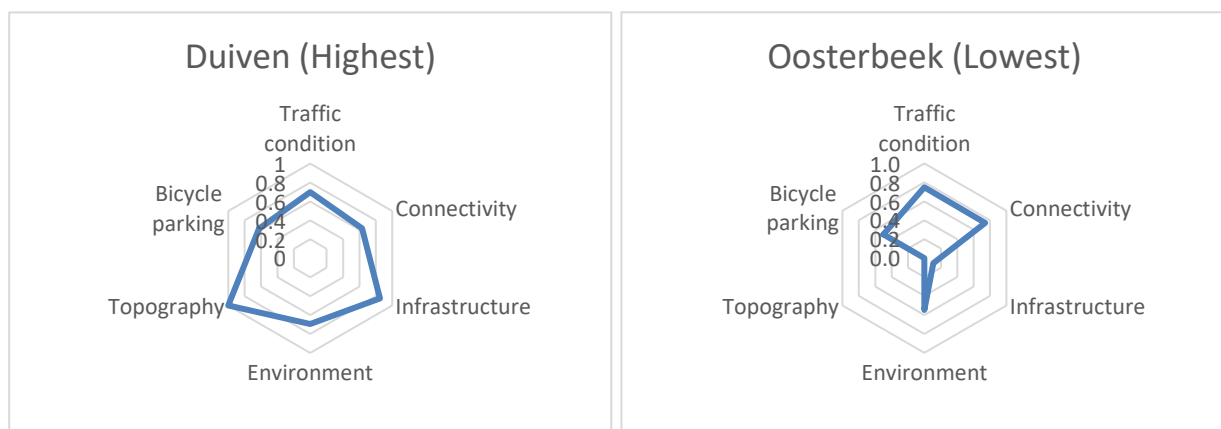 Duiven (Highest)
Traffic
condition
1
0.8
0.6
0.4
0.2
0
Bicycle
parking
Connectivity
Topography
Infrastructure
Environment
Oosterbeek (Lowest)
Traffic
condition
1.0
0.8
0.6
0.4
0.2
0.0
Bicycle
parking
Connectivity
Topography
Infrastructure
Environment